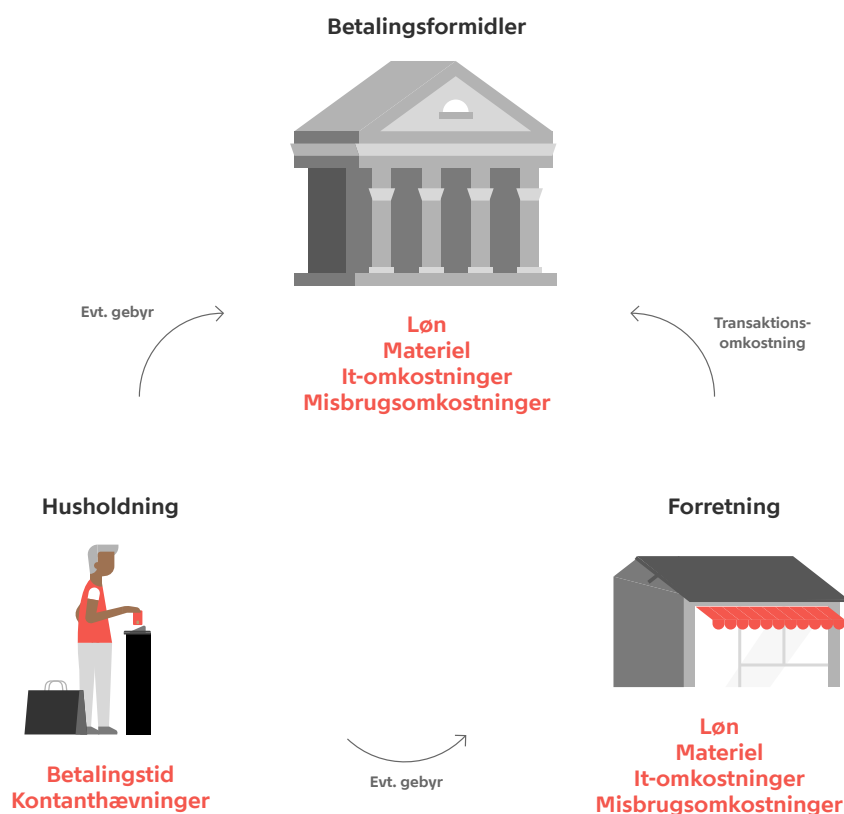 Betalingsformidler
Evt. gebyr
Transaktions-
omkostning
Løn
Materiel
It-omkostninger
Misbrugsomkostninger
Husholdning
Forretning
Betalingstid
Kontanthævninger
Evt. gebyr
Løn
Materiel
It-omkostninger
Misbrugsomkostninger